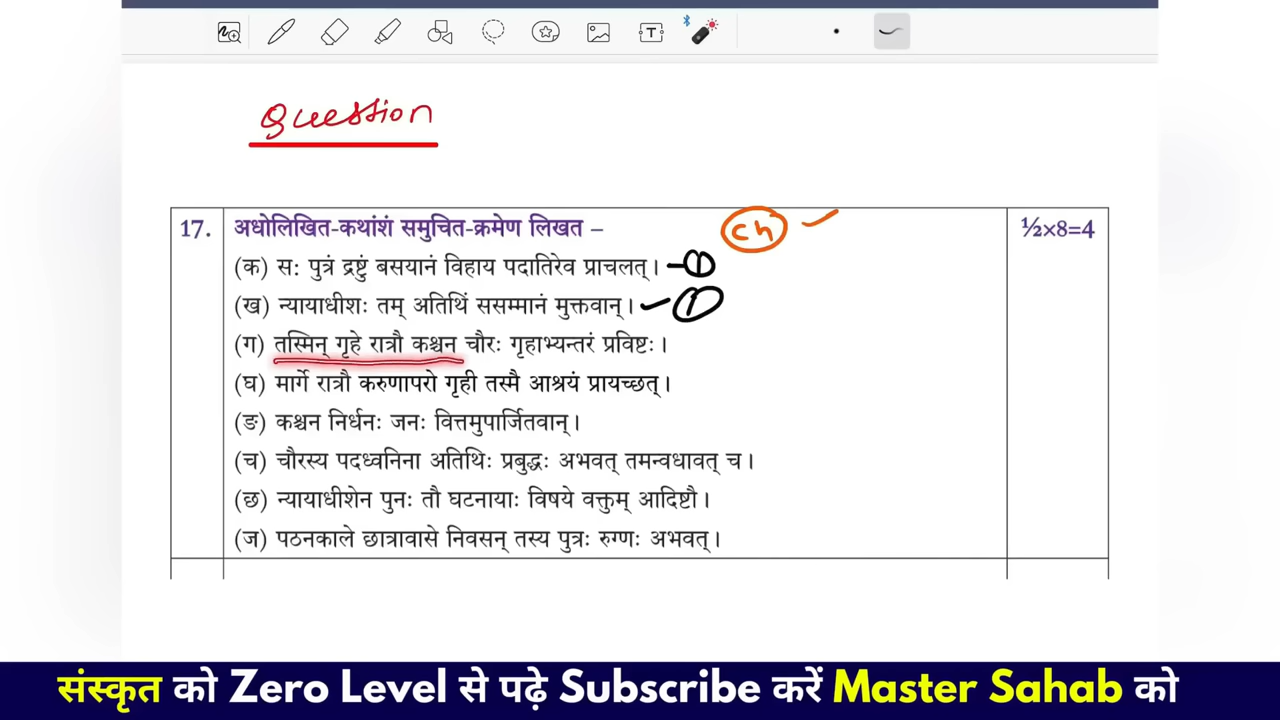 Question
17. अधोलिखित-कथांशं समुचित-क्रमेण लिखत – ch ½×8=4
(क) स: पुत्रं द्रष्टुं बसयानं विहाय पदातिरेव प्राचलत्। – 1
(ख) न्यायाधीशः तम् अतिथिं ससम्मानं मुक्तवान्। 1
(ग) तस्मिन् गृहे रात्रौ कश्चन चौरः गृहाभ्यन्तरं प्रविष्टः।
(घ) मार्गे रात्रौ करुणापरो गृही तस्मै आश्रयं प्रायच्छत्।
(ङ) कश्चन निर्धनः जनः वित्तमुपार्जितवान्।
(च) चौरस्य पदध्वनिना अतिथिः प्रबुद्धः अभवत् तमन्वधावत् च।
(छ) न्यायाधीशेन पुनः तौ घटनायाः विषये वक्तुम् आदिष्टौ।
(ज) पठनकाले छात्रावासे निवसन् तस्य पुत्रः रुग्णः अभवत्।
संस्कृत को Zero Level से पढ़े Subscribe करें Master Sahab को